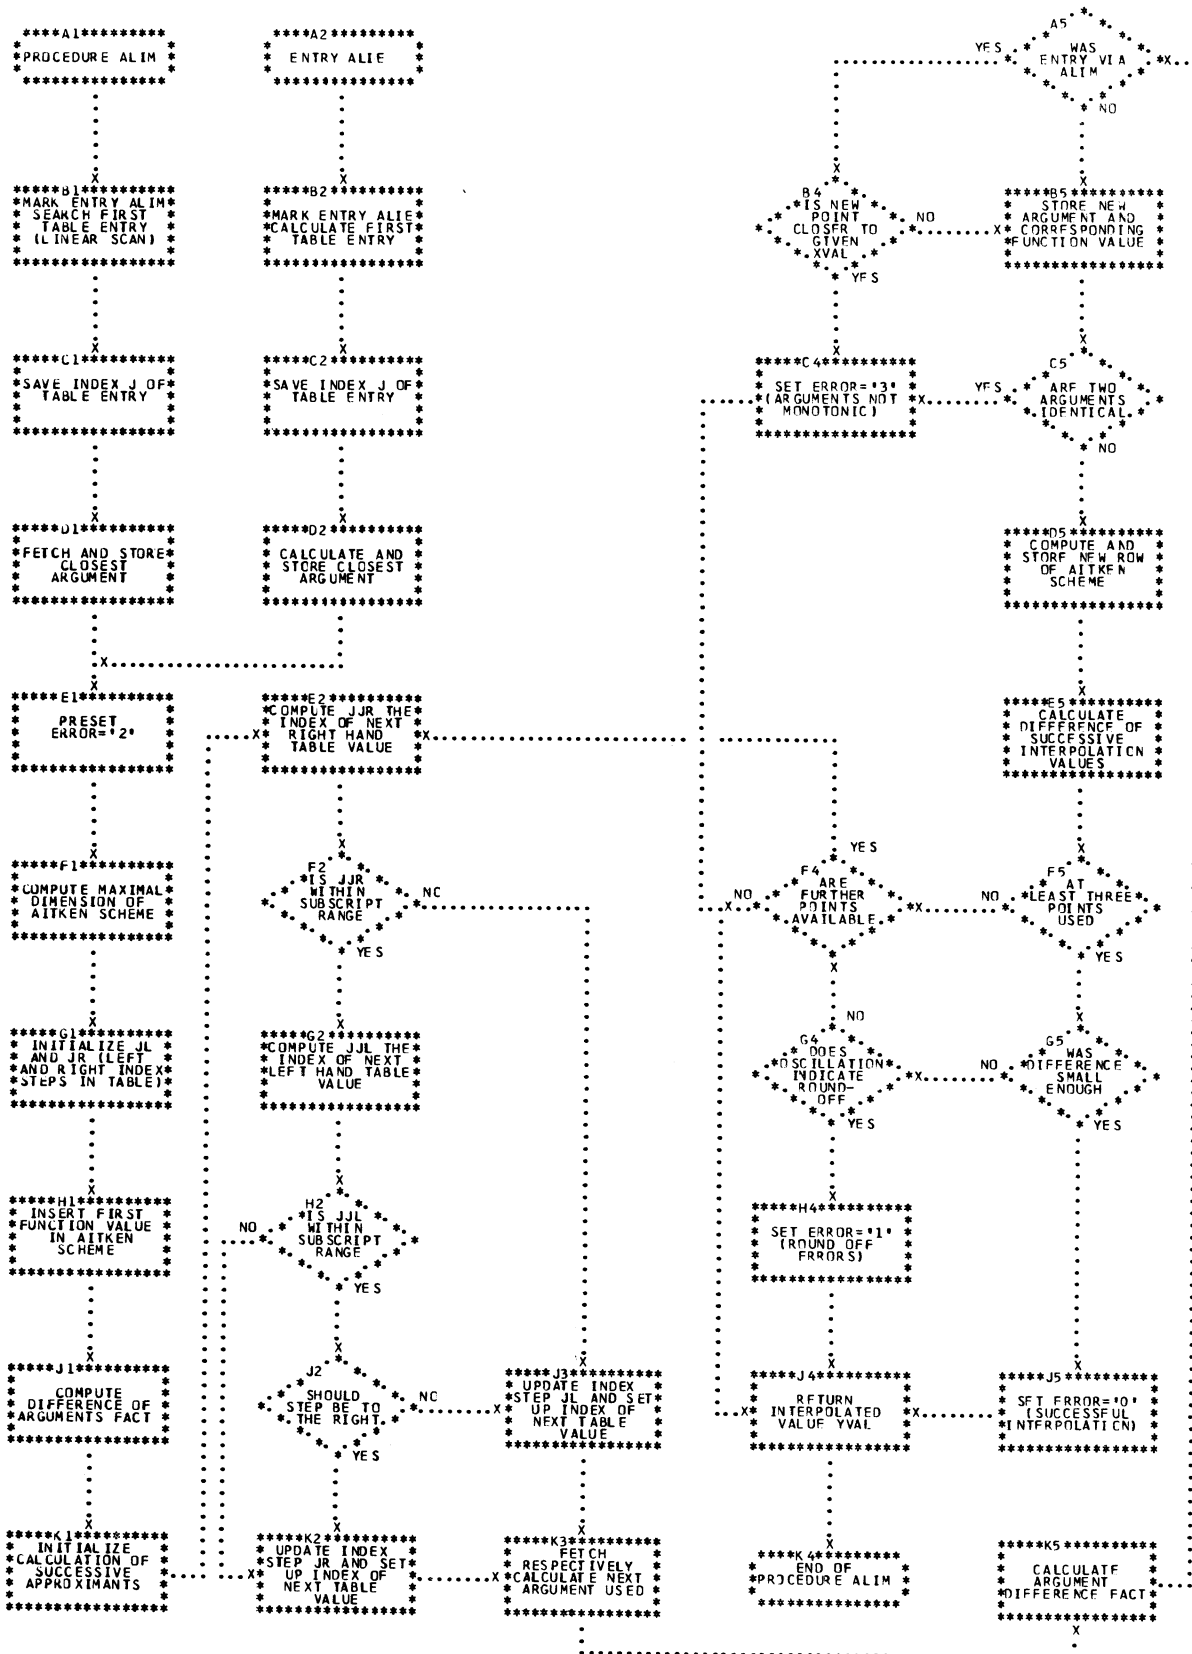 A1
PROCEDURE ALIM
A2
ENTRY ALIE
A5
WAS
ENTRY VIA
ALIM
YES
NO
B1
MARK ENTRY ALIM
SEARCH FIRST
TABLE ENTRY
(LINEAR SCAN)
B2
MARK ENTRY ALIE
CALCULATE FIRST
TABLE ENTRY
B4
IS NEW
POINT
CLOSER TO
GIVEN
XVAL
NO
YES
B5
STORE NEW
ARGUMENT AND
CORRESPONDING
FUNCTION VALUE
C1
SAVE INDEX J OF
TABLE ENTRY
C2
SAVE INDEX J OF
TABLE ENTRY
C4
SET ERROR='3'
(ARGUMENTS NOT
MONOTONIC)
C5
ARE TWO
ARGUMENTS
IDENTICAL
YES
NO
D1
FETCH AND STORE
CLOSEST
ARGUMENT
D2
CALCULATE AND
STORE CLOSEST
ARGUMENT
D5
COMPUTE AND
STORE NEW ROW
OF AITKEN
SCHEME
E1
PRESET
ERROR='2'
E2
COMPUTE JJR THE
INDEX OF NEXT
RIGHT HAND
TABLE VALUE
E5
CALCULATE
DIFFERENCE OF
SUCCESSIVE
INTERPOLATION
VALUES
F1
COMPUTE MAXIMAL
DIMENSION OF
AITKEN SCHEME
F2
IS JJR
WITHIN
SUBSCRIPT
RANGE
NC
YES
F4
ARE
FURTHER
POINTS
AVAILABLE
YES
NO
NO
F5
AT
LEAST THREE
POINTS
USED
NO
YES
G1
INITIALIZE JL
AND JR (LEFT
AND RIGHT INDEX
STEPS IN TABLE)
G2
COMPUTE JJL THE
INDEX OF NEXT
LEFT HAND TABLE
VALUE
G4
DOES
OSCILLATION
INDICATE
ROUND-
OFF
YES
G5
WAS
DIFFERENCE
SMALL
ENOUGH
NO
YES
H1
INSERT FIRST
FUNCTION VALUE
IN AITKEN
SCHEME
H2
IS JJL
WITHIN
SUBSCRIPT
RANGE
NO
YES
H4
SET ERROR='1'
(ROUND OFF
ERRORS)
J1
COMPUTE
DIFFERENCE OF
ARGUMENTS FACT
J2
SHOULD
STEP BE TO
THE RIGHT
NC
YES
J3
UPDATE INDEX
STEP JL AND SET
UP INDEX OF
NEXT TABLE
VALUE
J4
RETURN
INTERPOLATED
VALUE YVAL
J5
SET ERROR='0'
(SUCCESSFUL
INTERPOLATICN)
K1
INITIALIZE
CALCULATION OF
SUCCESSIVE
APPROXIMANTS
K2
UPDATE INDEX
STEP JR AND SET
UP INDEX OF
NEXT TABLE
VALUE
K3
FETCH
RESPECTIVELY
CALCULATE NEXT
ARGUMENT USED
K4
END OF
PROCEDURE ALIM
K5
CALCULATE
ARGUMENT
DIFFERENCE FACT